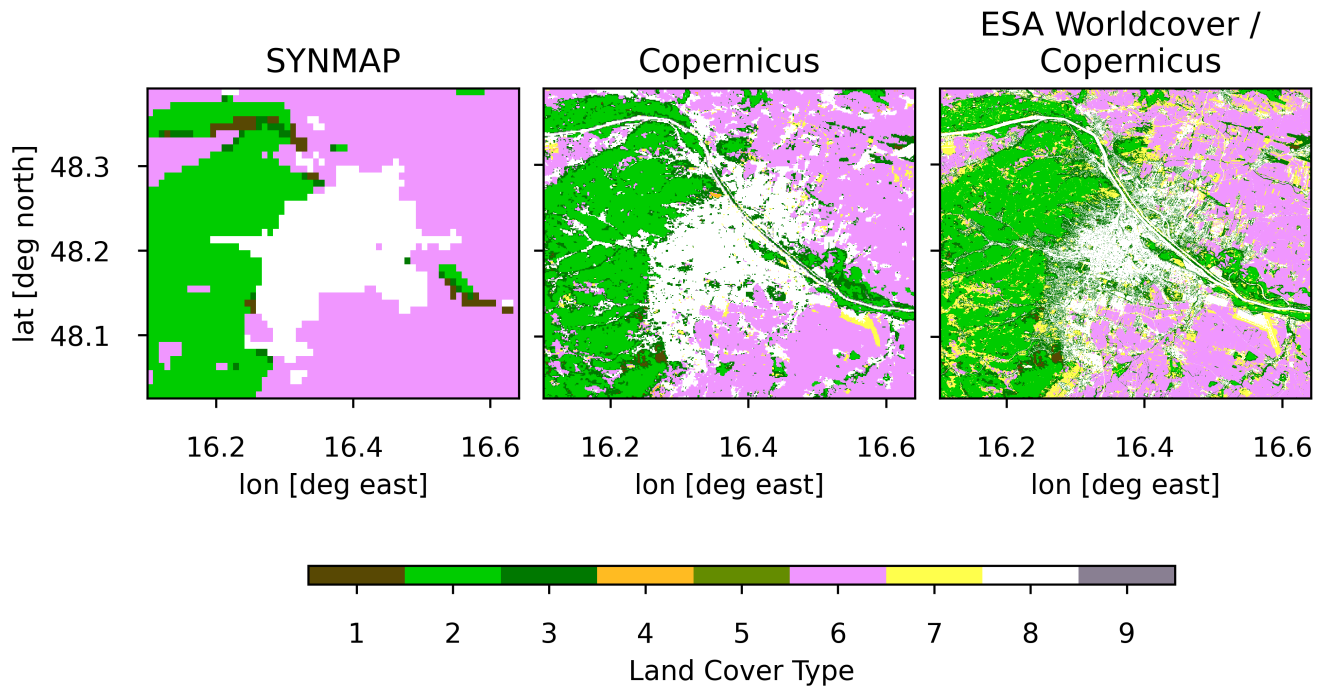 SYNMAP
Copernicus
ESA Worldcover /
Copernicus
lat [deg north]
48.3
48.2
48.1
16.2 16.4 16.6
16.2 16.4 16.6
16.2 16.4 16.6
lon [deg east]
lon [deg east]
lon [deg east]
1 2 3 4 5 6 7 8 9
Land Cover Type